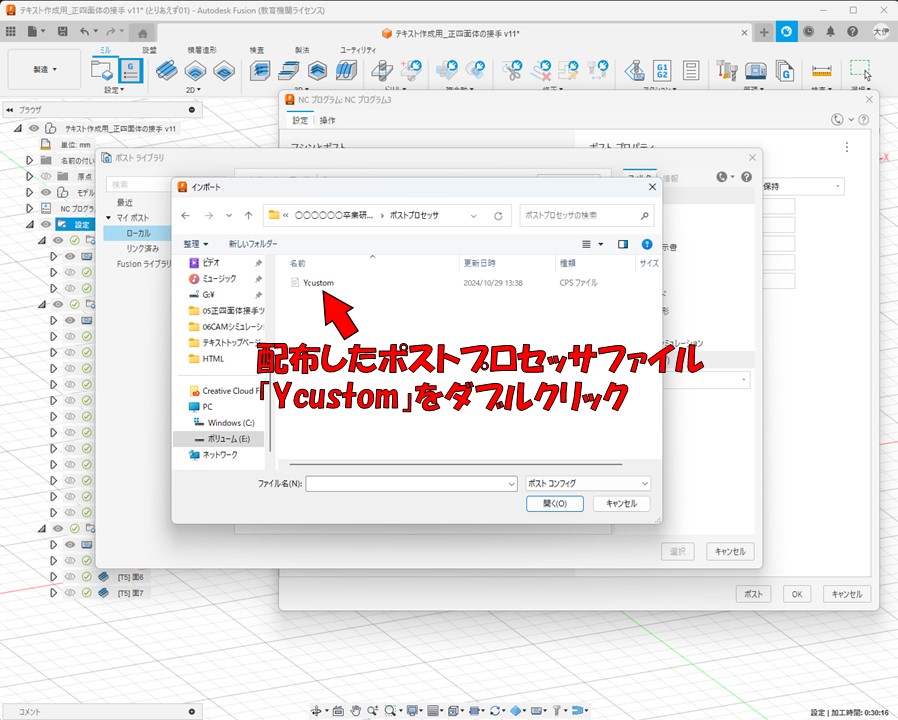 テキスト作成用_正四面体の接手 v11* (とりあえず01) - Autodesk Fusion (教育機関ライセンス)
テキスト作成用_正四面体の接手 v11*
大伊
製造
ミル 設盤 積層造形 検査 製法 ユーティリティ
設定 2D
G1
G2
ブラウザ
テキスト作成用_正四面体の接手 v11
単位: mm
名前の付い
原点
モデル
NC プログラ
設定
[T5] 面6
[T5] 面7
NC プログラム: NC プログラム3
設定 操作
マシンとポスト
ポスト プロパティ
保持
ポスト OK キャンセル
ポスト ライブラリ
検索
最近
マイ ポスト
ローカル
リンク済み
Fusion ライブラリ
情報
選択 キャンセル
インポート
« 〇〇〇〇〇〇卒業研... › ポストプロセッサ
ポストプロセッサの検索
整理 新しいフォルダー
ビデオ
ミュージック
G:¥
05正四面体接手ツ
06CAMシミュレーシ
テキストトップペー
HTML
Creative Cloud F
PC
Windows (C:)
ボリューム (E:)
ネットワーク
名前 更新日時 種類 サイズ
Ycustom 2024/10/29 13:38 CPS ファイル
配布したポストプロセッサファイル
「Ycustom」をダブルクリック
ファイル名(N):
ポスト コンフィグ
開く(O) キャンセル
コメント
設定 | 加工時間: 0:30:16